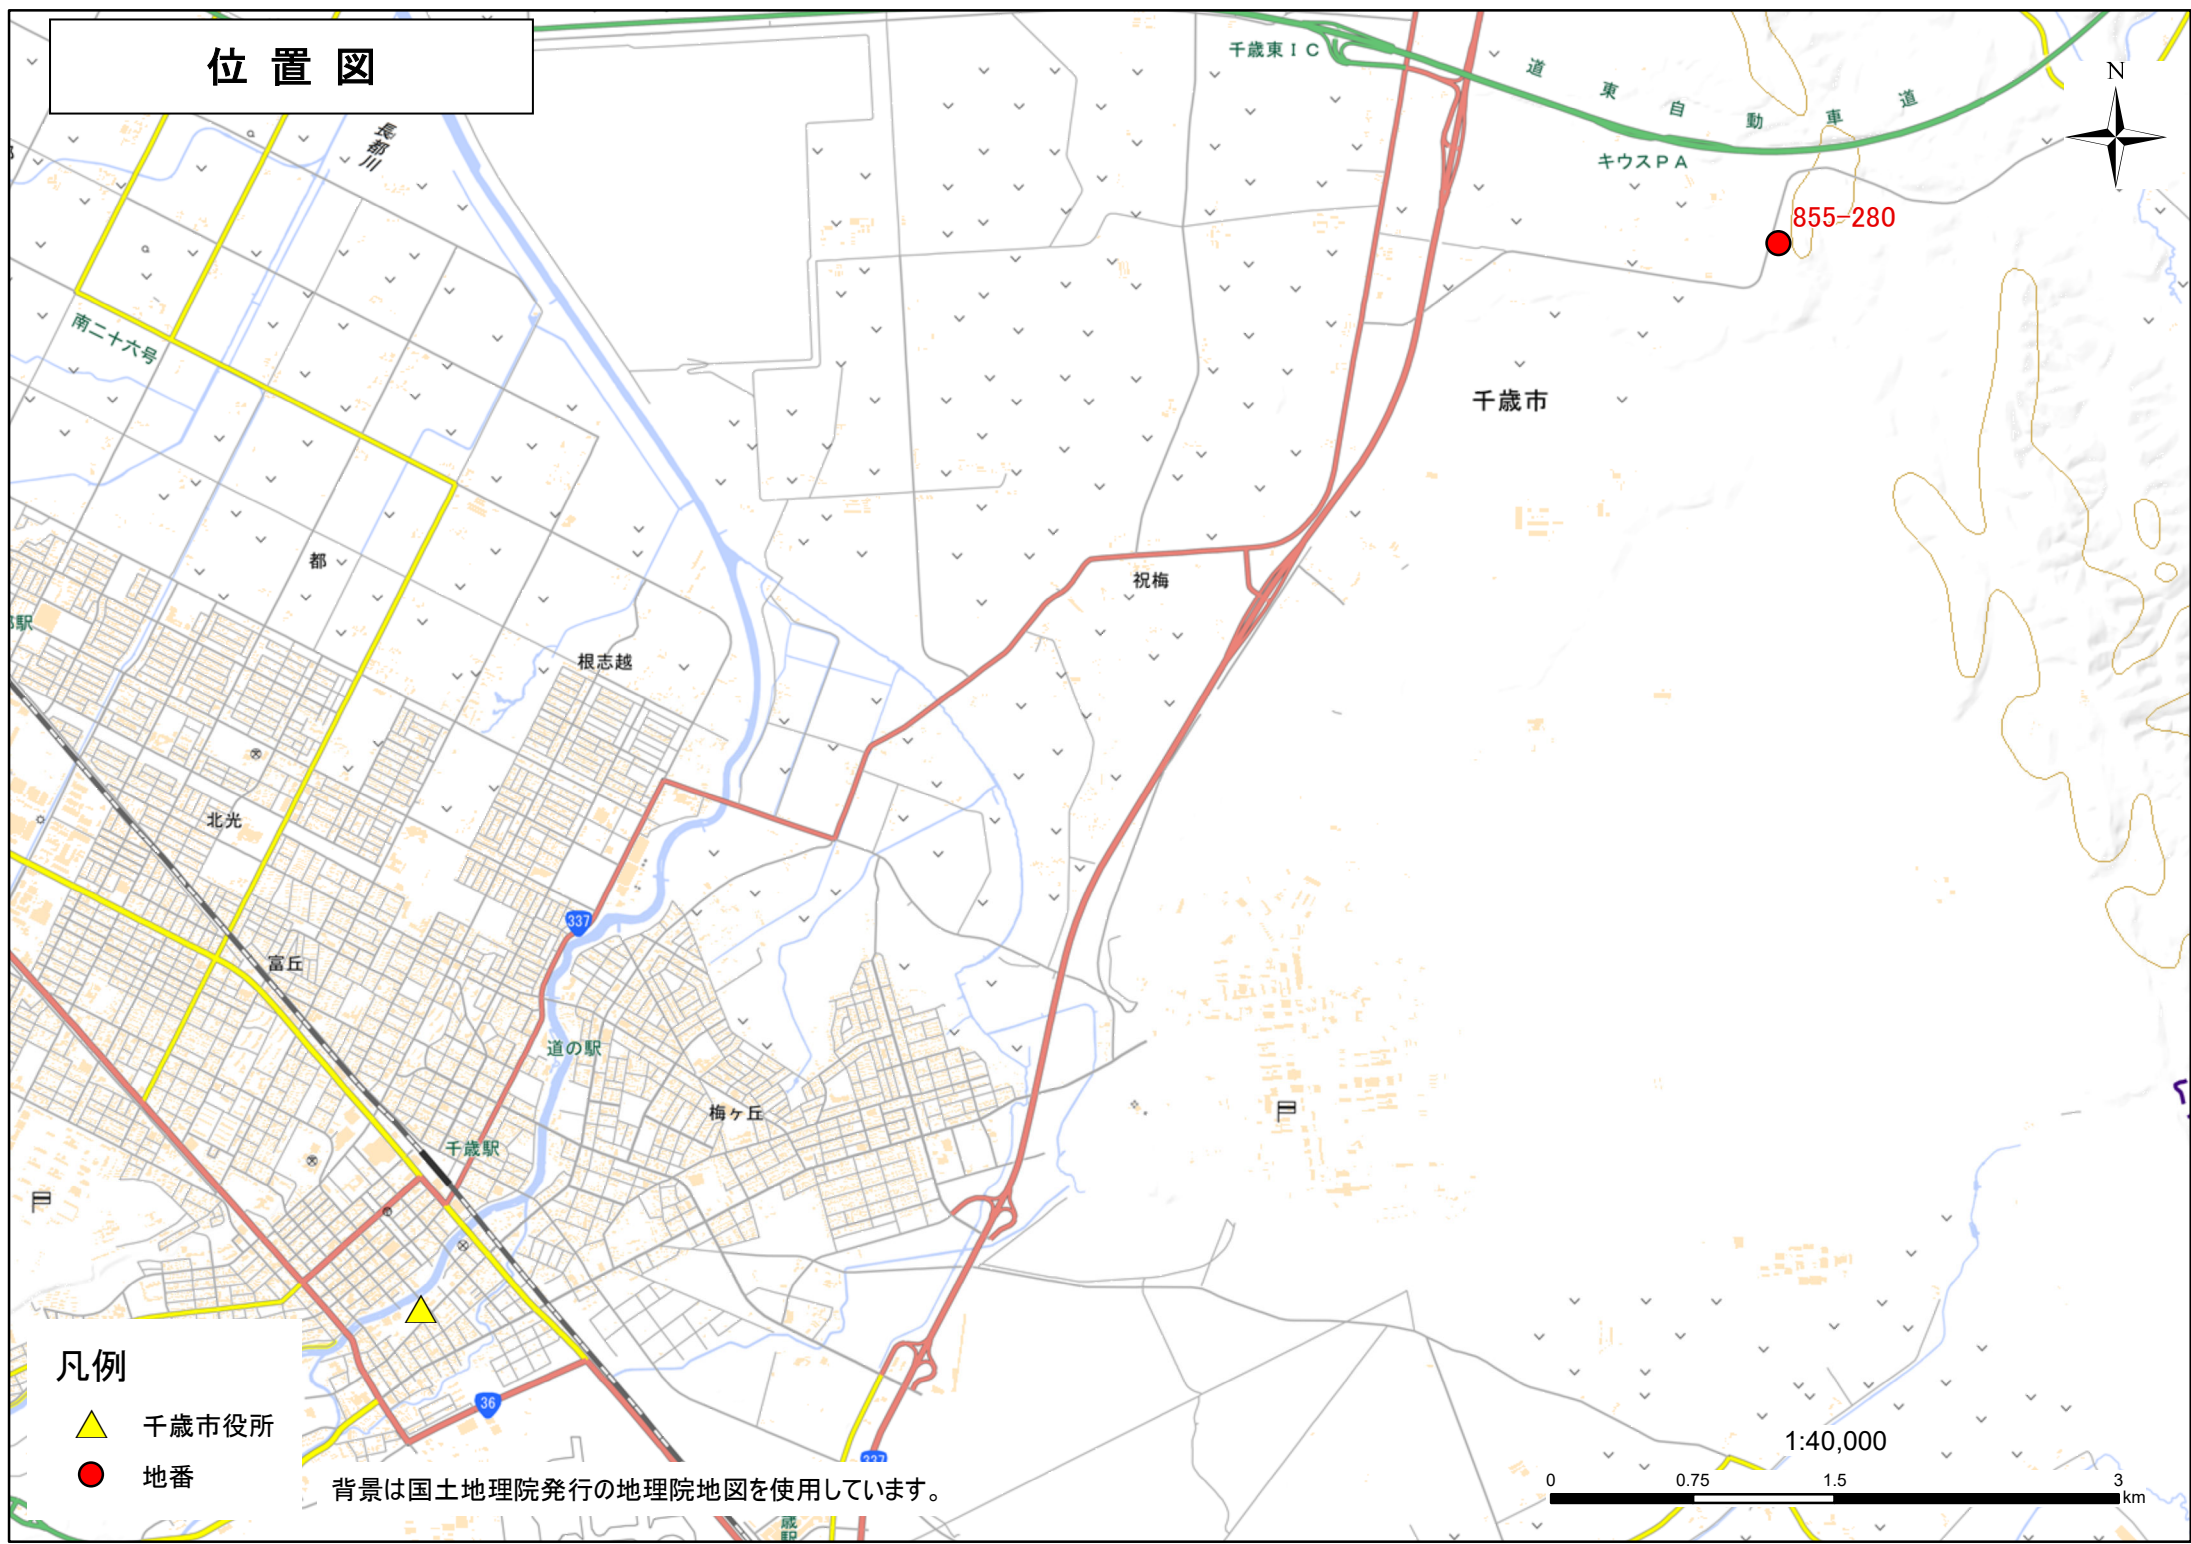 位置図
千歳東IC
道東自動車道
N
長都川
キウスPA
855-280
南二十六号
千歳市
都
祝梅
駅
根志越
北光
337
富丘
道の駅
梅ヶ丘
千歳駅
凡例
千歳市役所
地番
36
337
1:40,000
0 0.75 1.5 3
km
背景は国土地理院発行の地理院地図を使用しています。